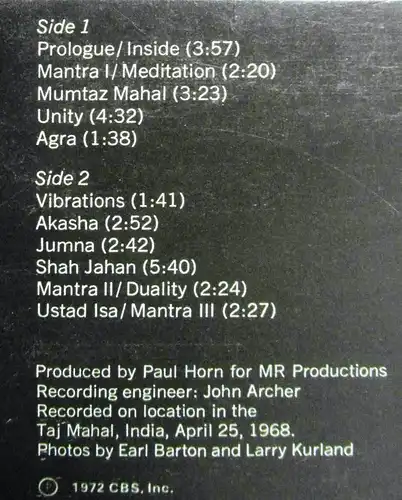 Side 1
Prologue/Inside (3:57)
Mantra I/Meditation (2:20)
Mumtaz Mahal (3:23)
Unity (4:32)
Agra (1:38)
Side 2
Vibrations (1:41)
Akasha (2:52)
Jumna (2:42)
Shah Jahan (5:40)
Mantra II/Duality (2:24)
Ustad Isa/Mantra III (2:27)
Produced by Paul Horn for MR Productions
Recording engineer: John Archer
Recorded on location in the
Taj Mahal, India, April 25, 1968.
Photos by Earl Barton and Larry Kurland
℗ 1972 CBS, Inc.